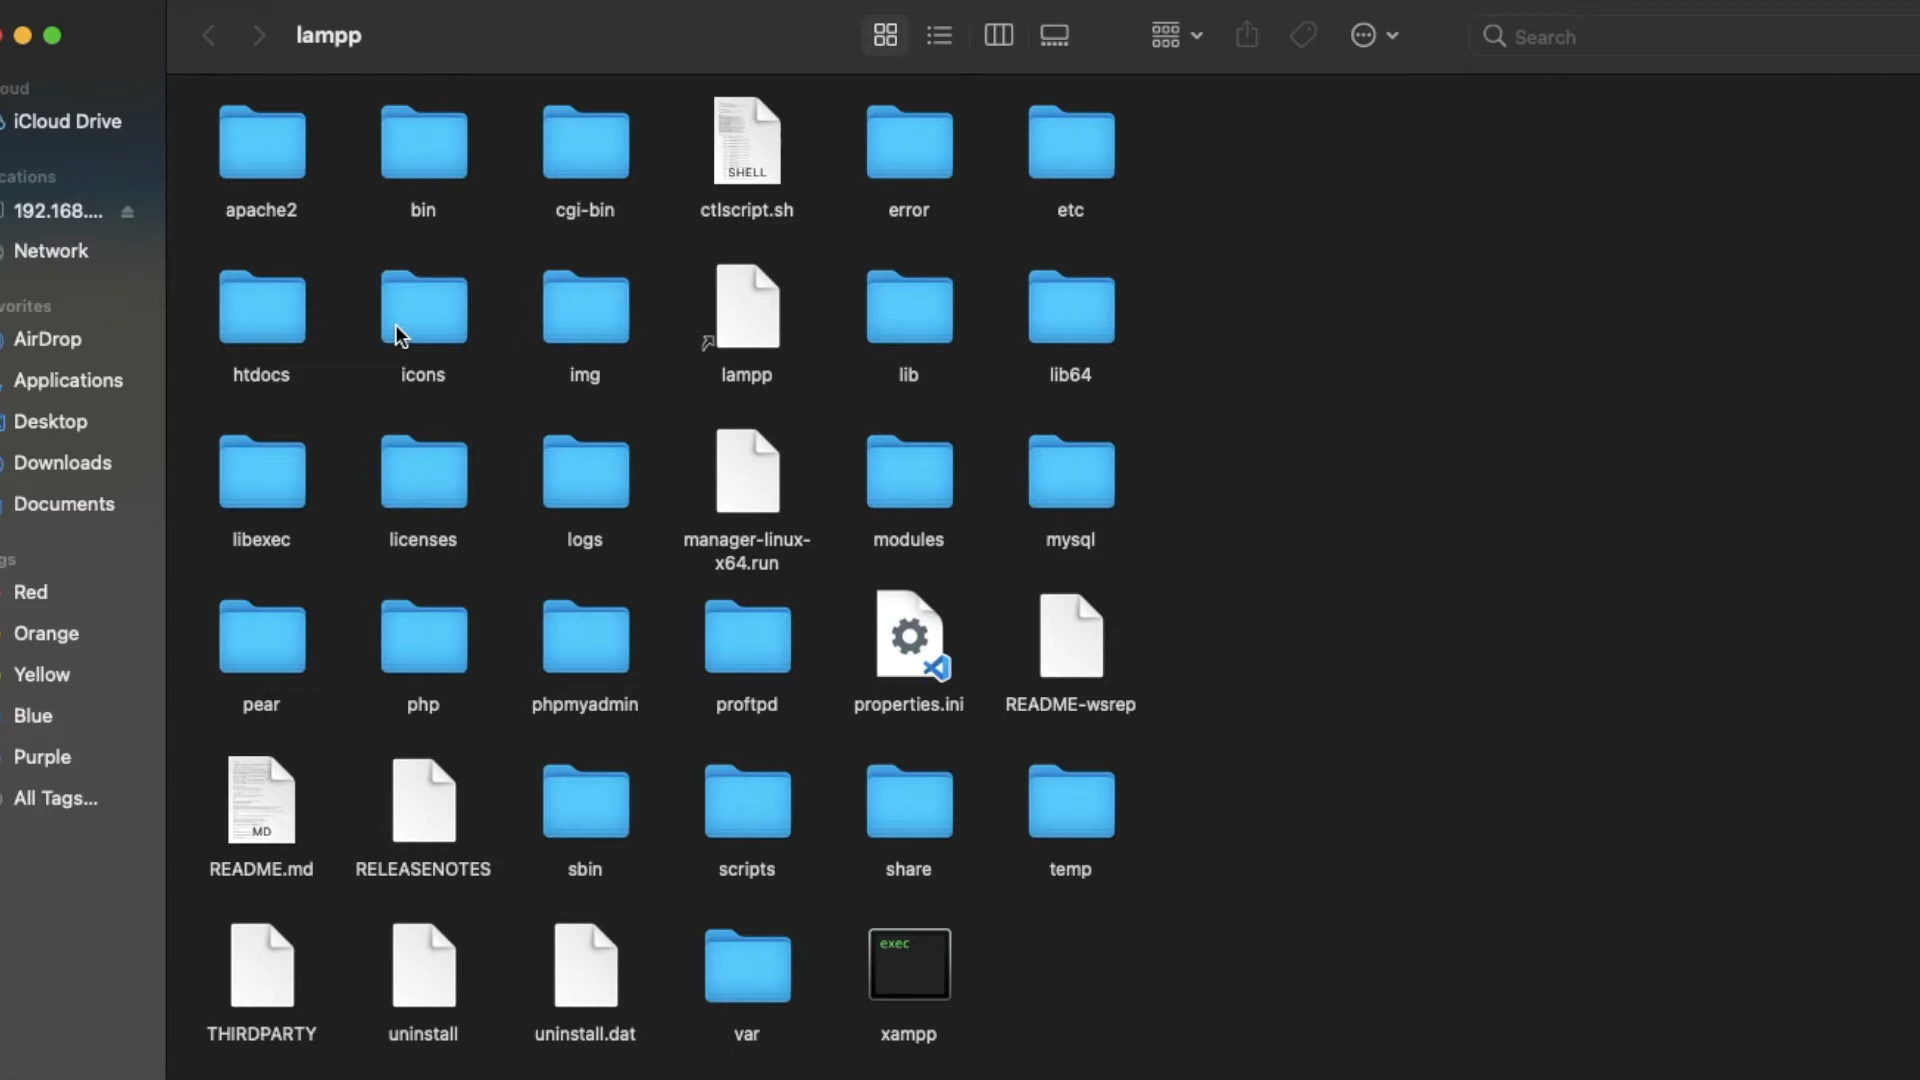 lampp
Search
oud
iCloud Drive
cations
192.168....
Network
vorites
AirDrop
Applications
Desktop
Downloads
Documents
gs
Red
Orange
Yellow
Blue
Purple
All Tags...
SHELL
apache2 bin cgi-bin ctlscript.sh error etc
htdocs icons img lampp lib lib64
libexec licenses logs manager-linux- modules mysql
x64.run
pear php phpmyadmin proftpd properties.ini README-wsrep
MD
README.md RELEASENOTES sbin scripts share temp
exec
THIRDPARTY uninstall uninstall.dat var xampp